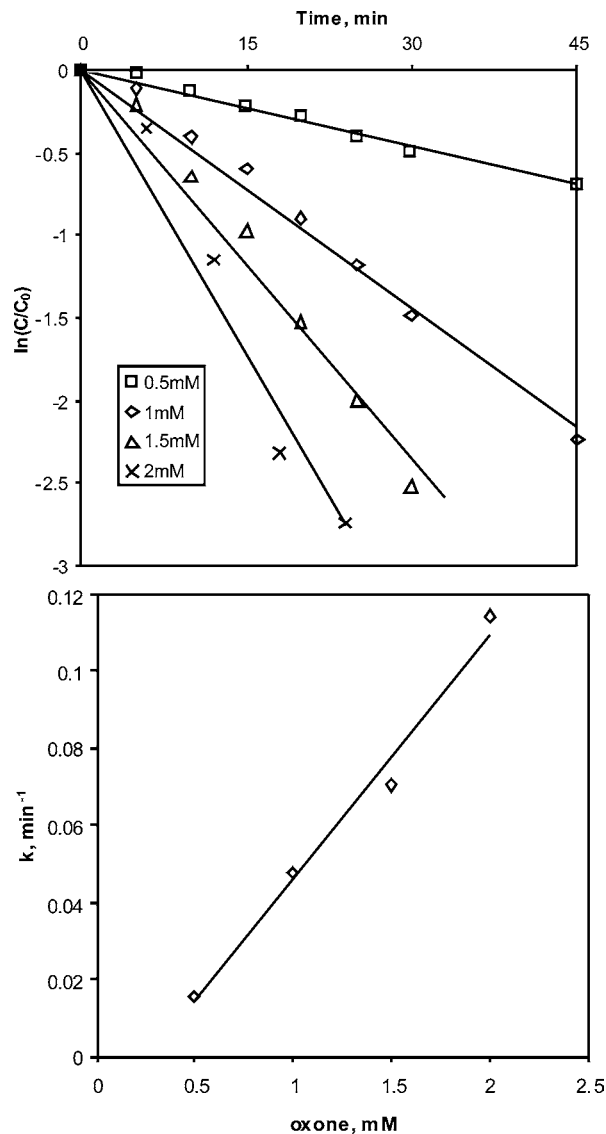 Time, min
0 15 30 45
0
-0.5
-1
-1.5
-2
-2.5
-3
ln(C/C₀)
0.5mM
1mM
1.5mM
2mM
0.12
0.1
0.08
0.06
0.04
0.02
0
k, min⁻¹
0 0.5 1 1.5 2 2.5
oxone, mM